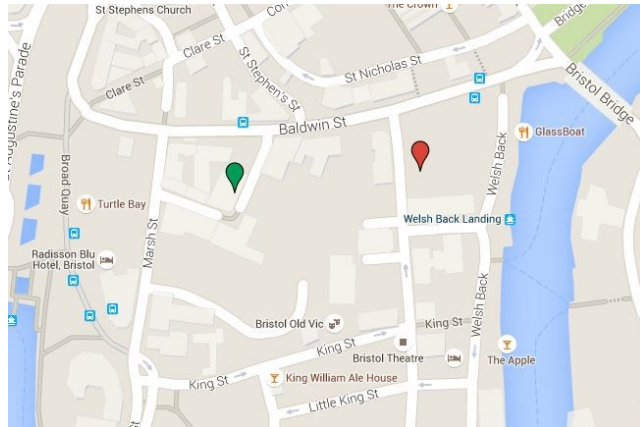 St Stephens Church
The Crown
Cor
Bridge
Clare St
St Nicholas St
St Stephen's St
Clare St
St Augustine's Parade
Baldwin St
Bristol Bridge
GlassBoat
Broad Quay
Welsh Back
Turtle Bay
Welsh Back Landing
Marsh St
Radisson Blu
Hotel, Bristol
Welsh Back
Bristol Old Vic
King St
King St
Bristol Theatre
The Apple
King St
King William Ale House
Little King St